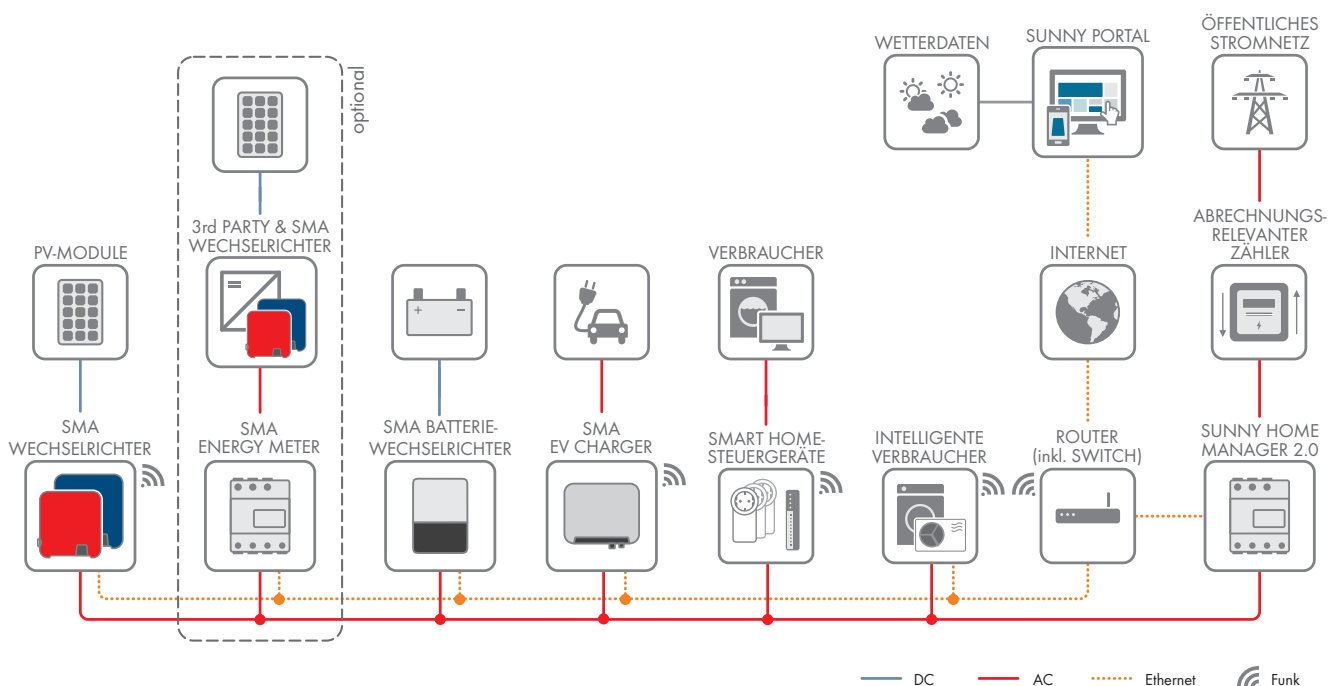 WETTERDATEN
SUNNY PORTAL
ÖFFENTLICHES
STROMNETZ
optional
PV-MODULE
3rd PARTY & SMA
WECHSELRICHTER
VERBRAUCHER
INTERNET
ABRECHNUNGS-
RELEVANTER
ZÄHLER
+ −
SMA
WECHSELRICHTER
SMA
ENERGY METER
SMA BATTERIE-
WECHSELRICHTER
SMA
EV CHARGER
SMART HOME-
STEUERGERÄTE
INTELLIGENTE
VERBRAUCHER
ROUTER
(inkl. SWITCH)
SUNNY HOME
MANAGER 2.0
DC
AC
Ethernet
Funk